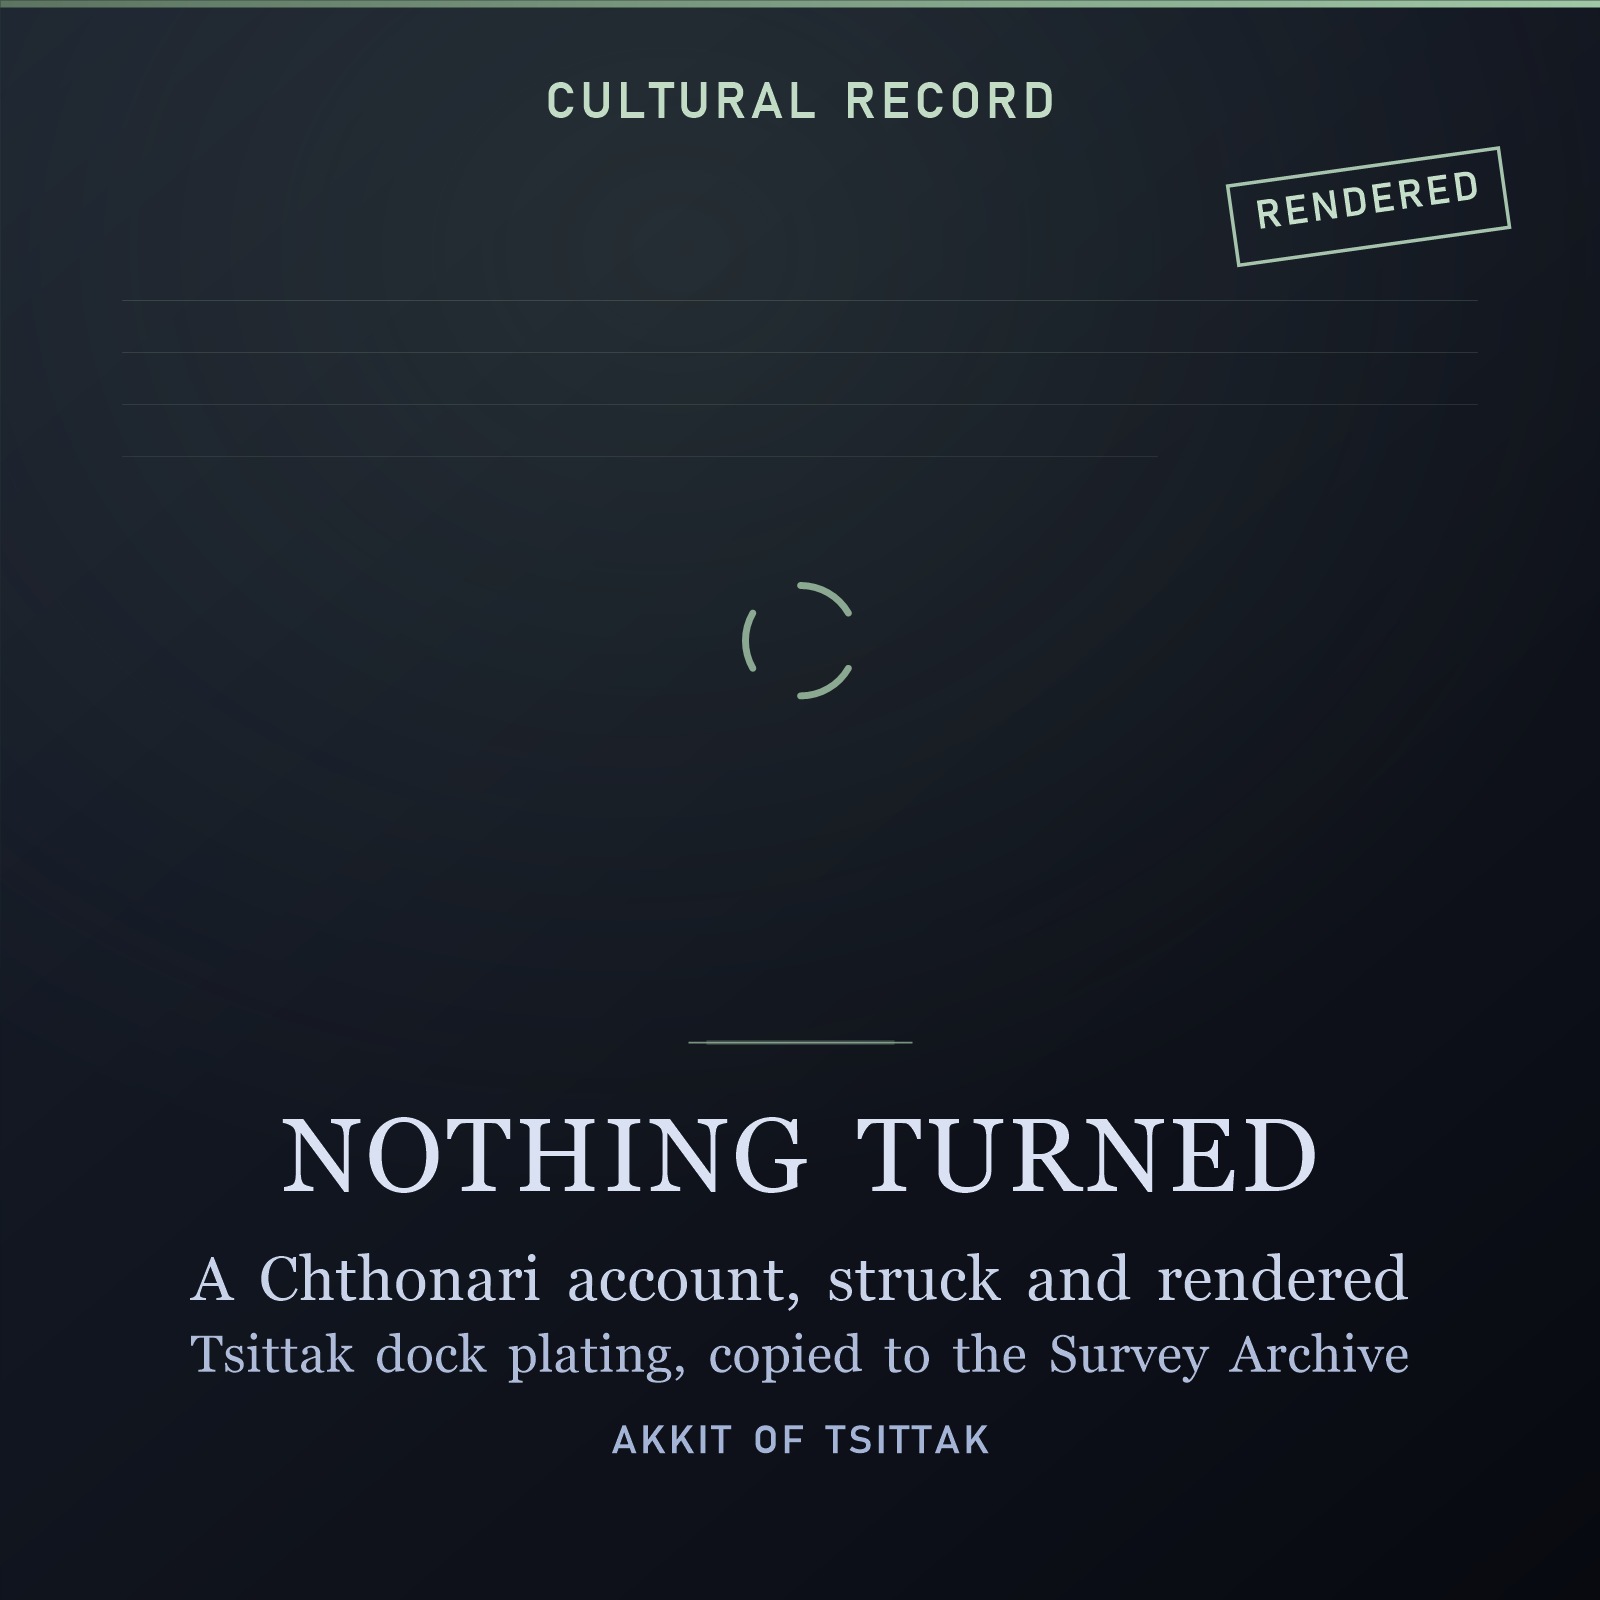 CULTURAL RECORD
RENDERED
NOTHING TURNED
A Chthonari account, struck and rendered
Tsittak dock plating, copied to the Survey Archive
AKKIT OF TSITTAK